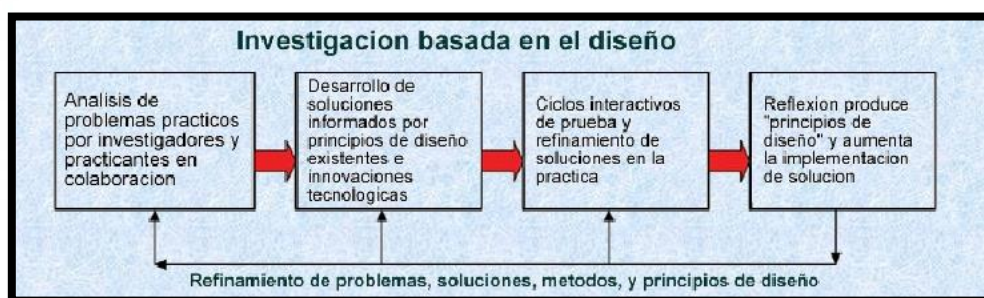 Investigacion basada en el diseño
Analisis de
problemas practicos
por investigadores y
practicantes en
colaboracion
Desarrollo de
soluciones
informados por
principios de diseño
existentes e
innovaciones
tecnologicas
Ciclos interactivos
de prueba y
refinamiento de
soluciones en la
practica
Reflexion produce
"principios de
diseño" y aumenta
la implementacion
de solucion
Refinamiento de problemas, soluciones, metodos, y principios de diseño